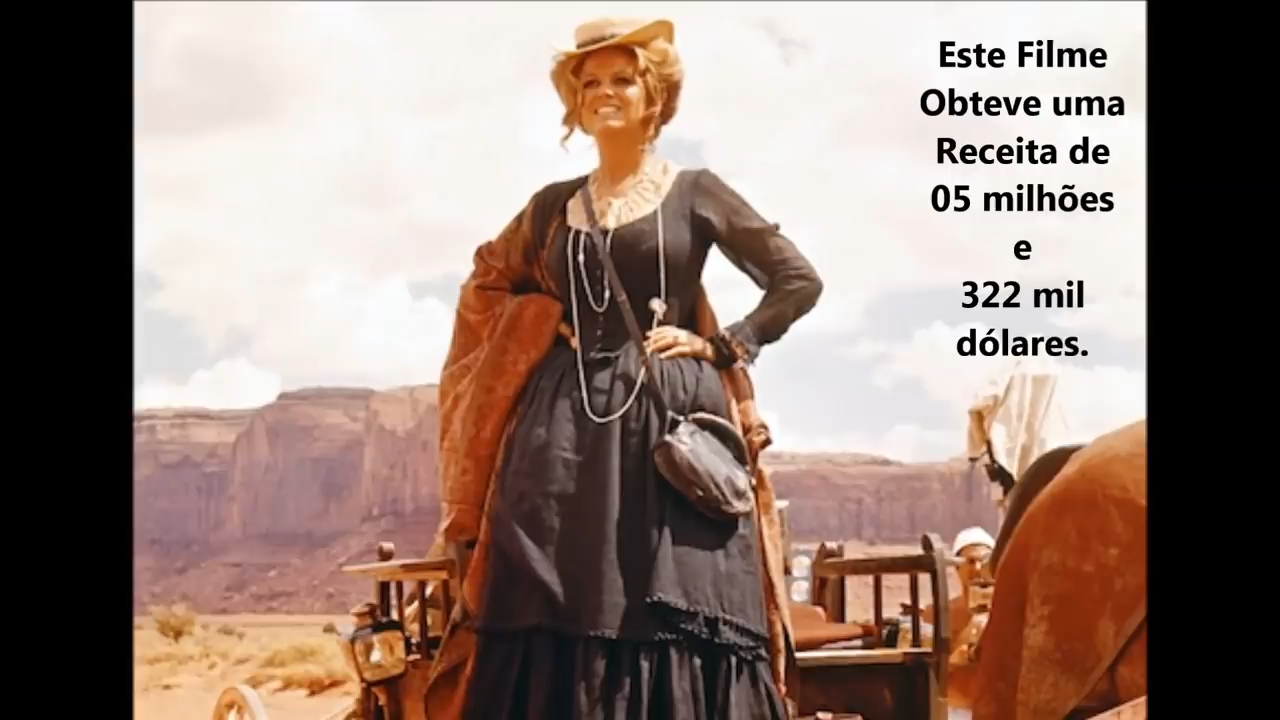 Este Filme
Obteve uma
Receita de
05 milhões
e
322 mil
dólares.